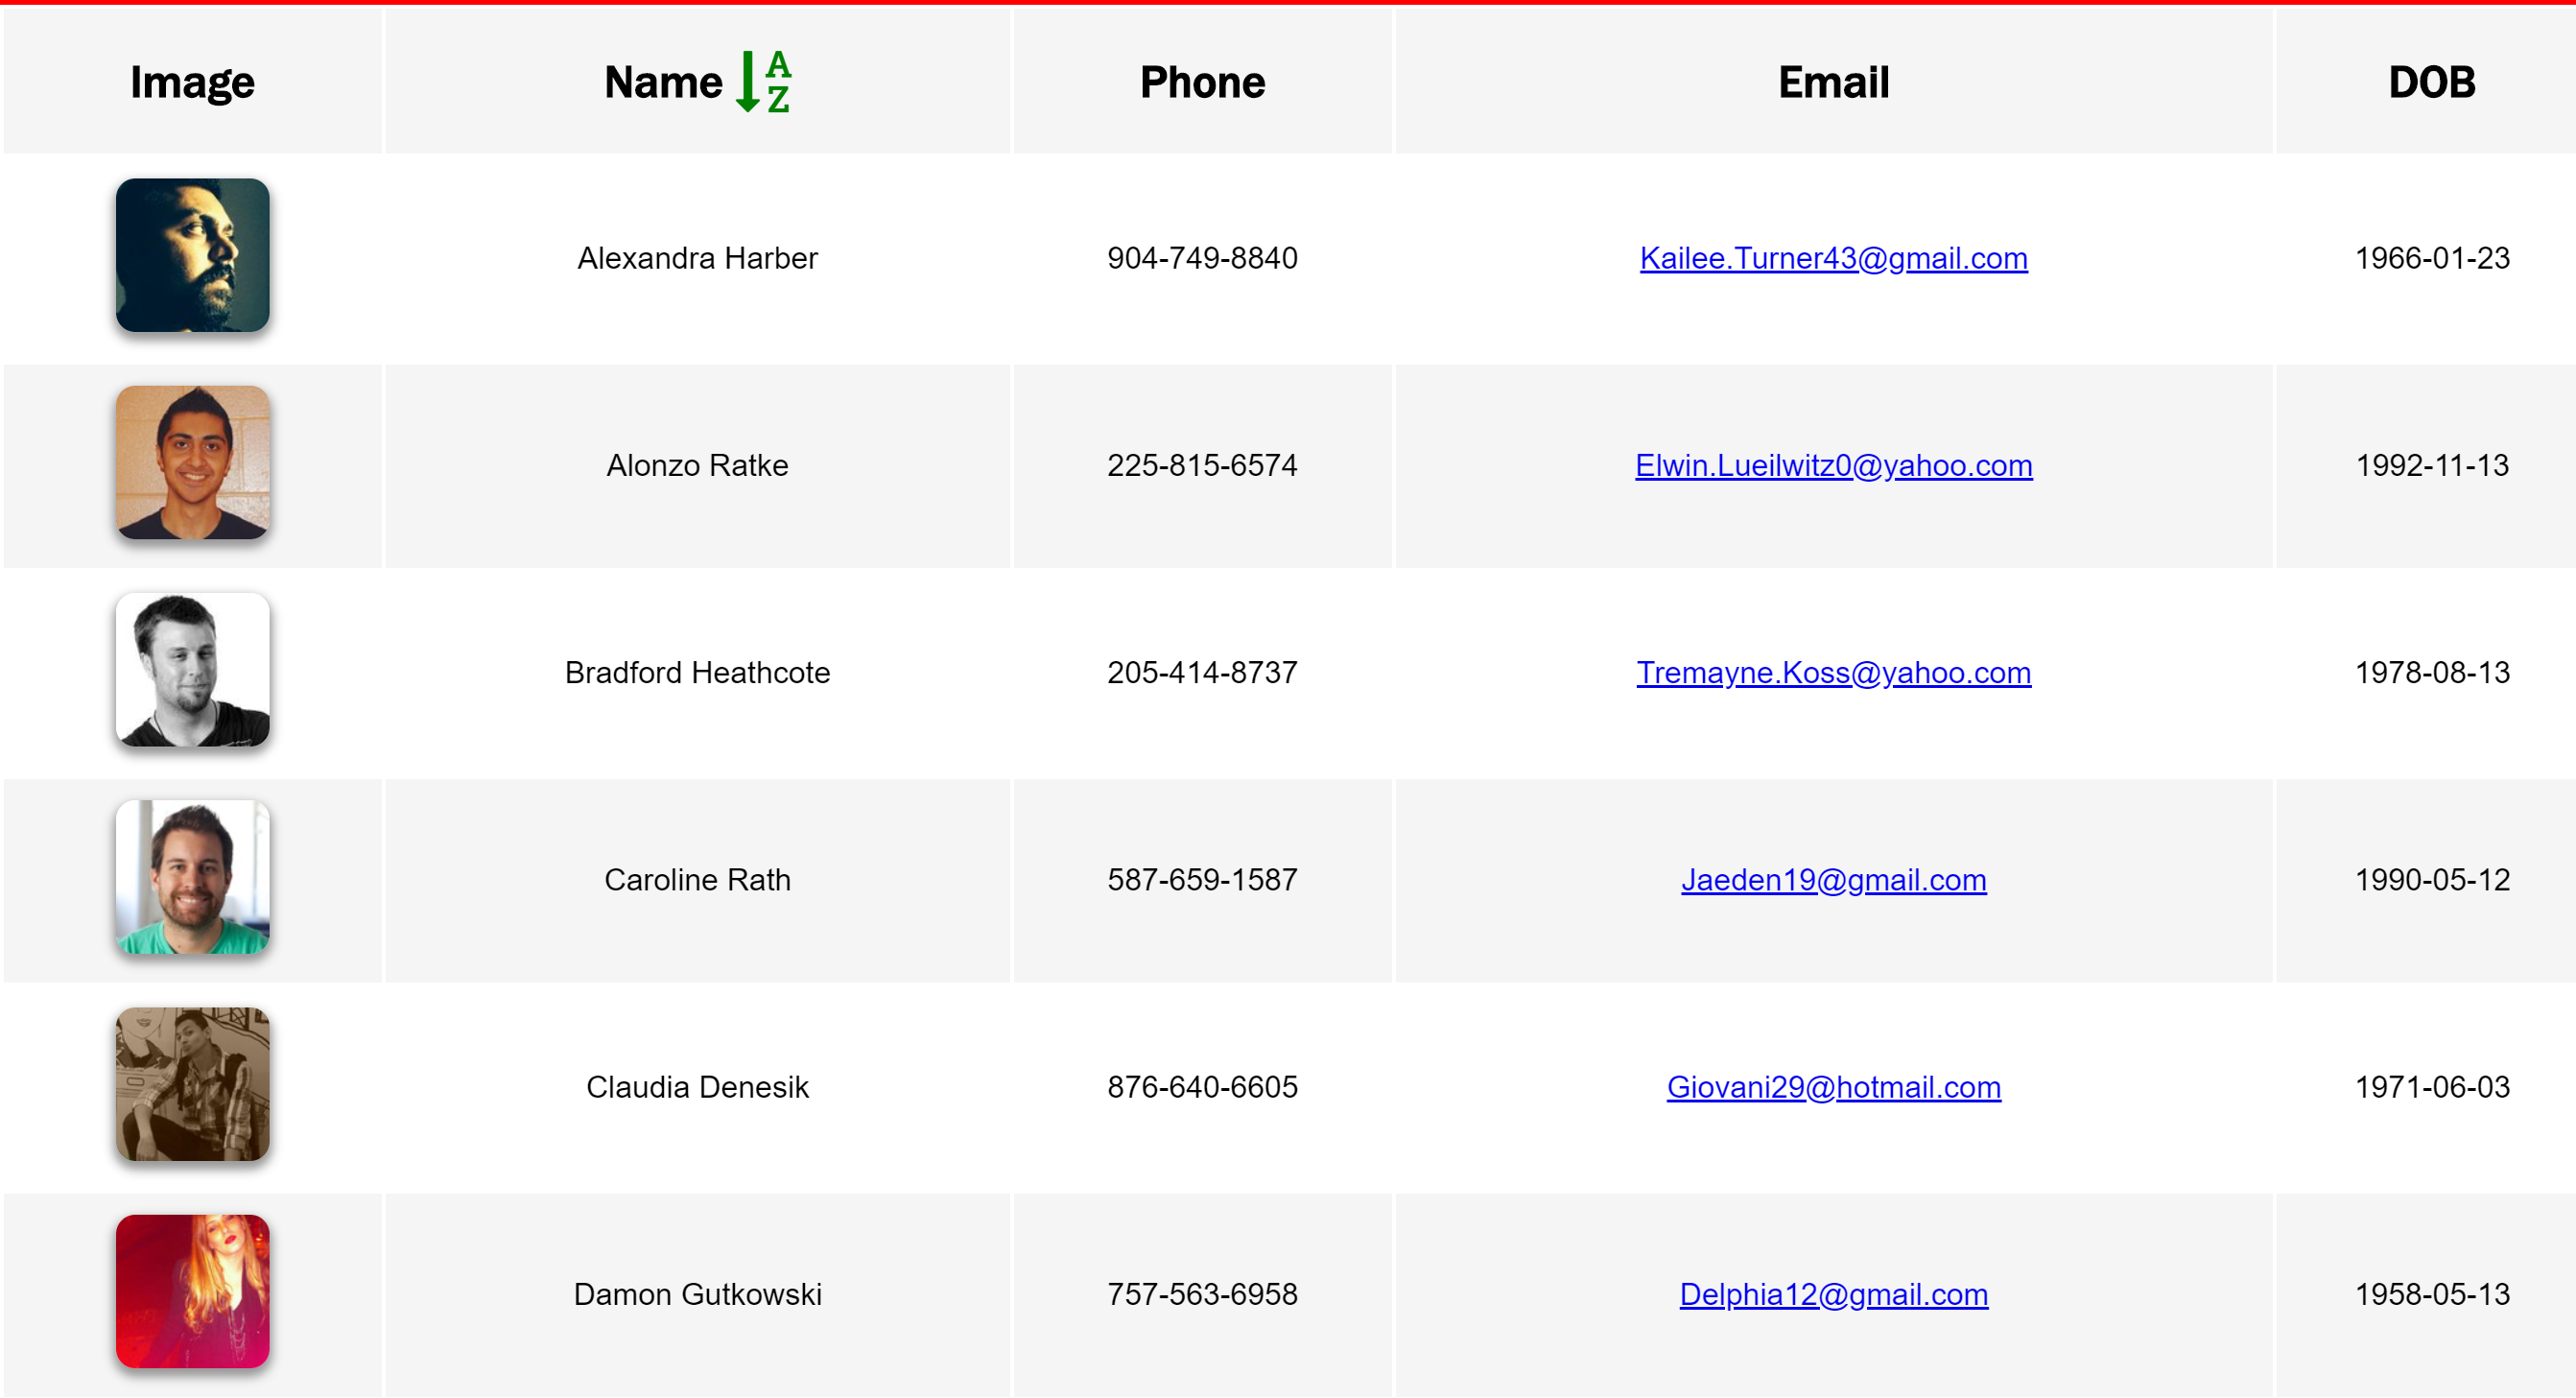 Image Name A Z Phone Email DOB
Alexandra Harber 904-749-8840 Kailee.Turner43@gmail.com 1966-01-23
Alonzo Ratke 225-815-6574 Elwin.Lueilwitz0@yahoo.com 1992-11-13
Bradford Heathcote 205-414-8737 Tremayne.Koss@yahoo.com 1978-08-13
Caroline Rath 587-659-1587 Jaeden19@gmail.com 1990-05-12
Claudia Denesik 876-640-6605 Giovani29@hotmail.com 1971-06-03
Damon Gutkowski 757-563-6958 Delphia12@gmail.com 1958-05-13